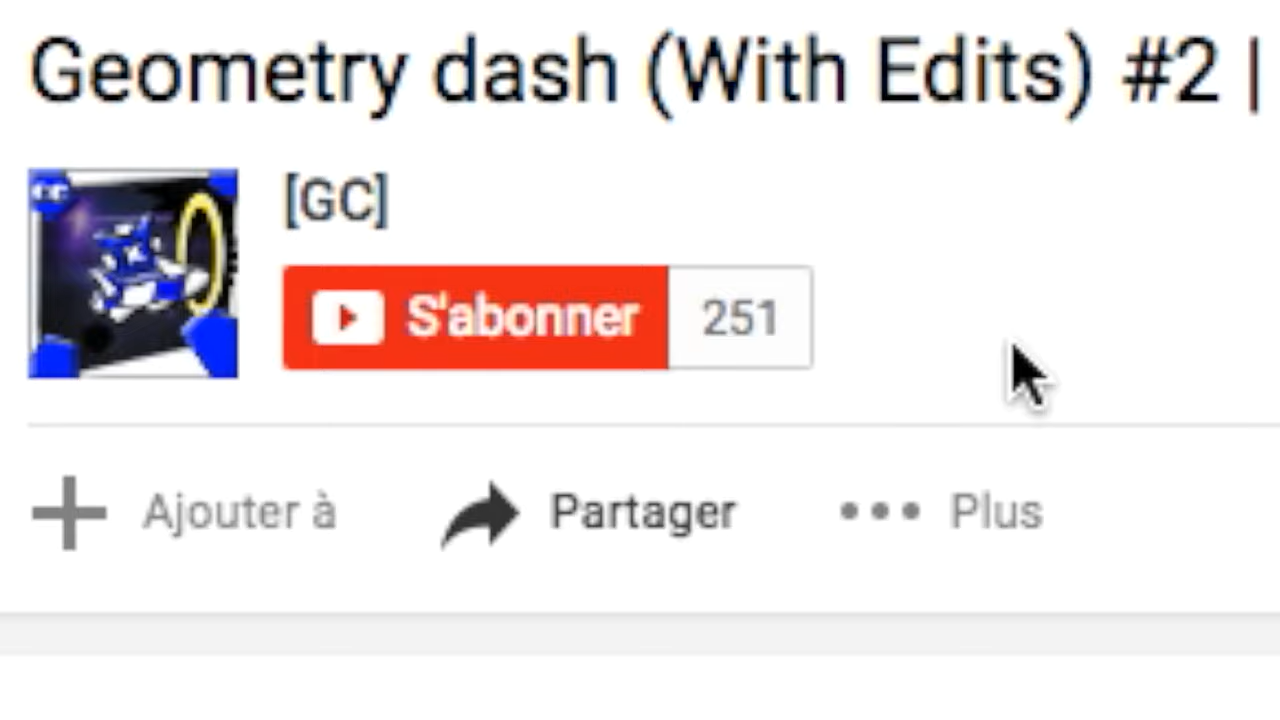 Geometry dash (With Edits) #2 |
[GC]
S'abonner 251
Ajouter à Partager Plus